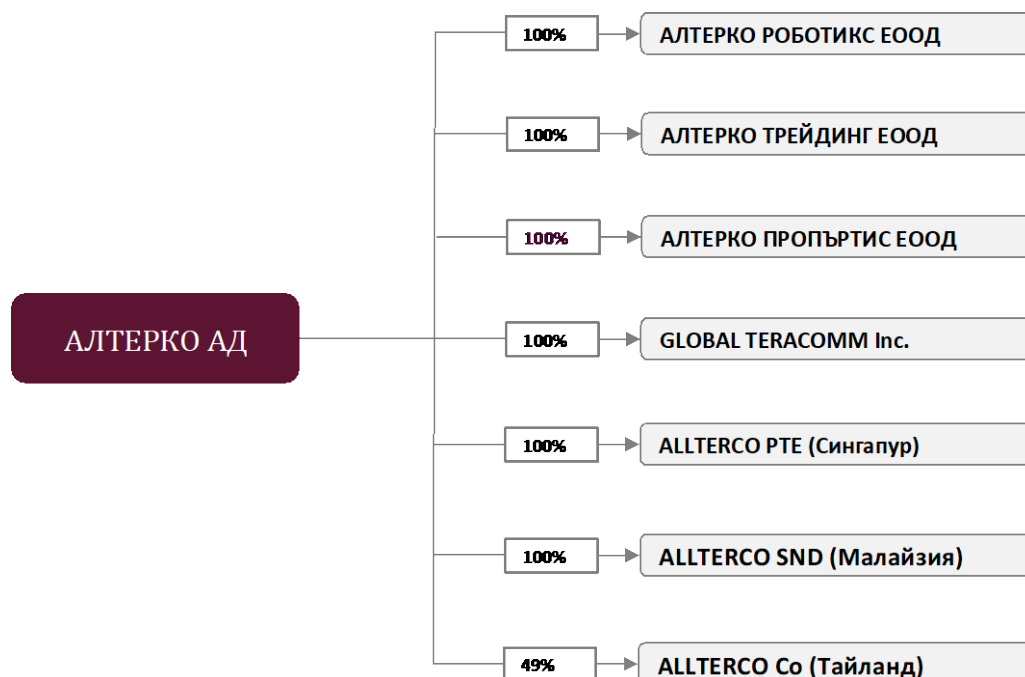 100%
АЛТЕРКО РОБОТИКС ЕООД
100%
АЛТЕРКО ТРЕЙДИНГ ЕООД
100%
АЛТЕРКО ПРОПЪРТИС ЕООД
АЛТЕРКО АД
100%
GLOBAL TERACOMM Inc.
100%
ALLTERCO PTE (Сингапур)
100%
ALLTERCO SND (Малайзия)
49%
ALLTERCO Co (Тайланд)